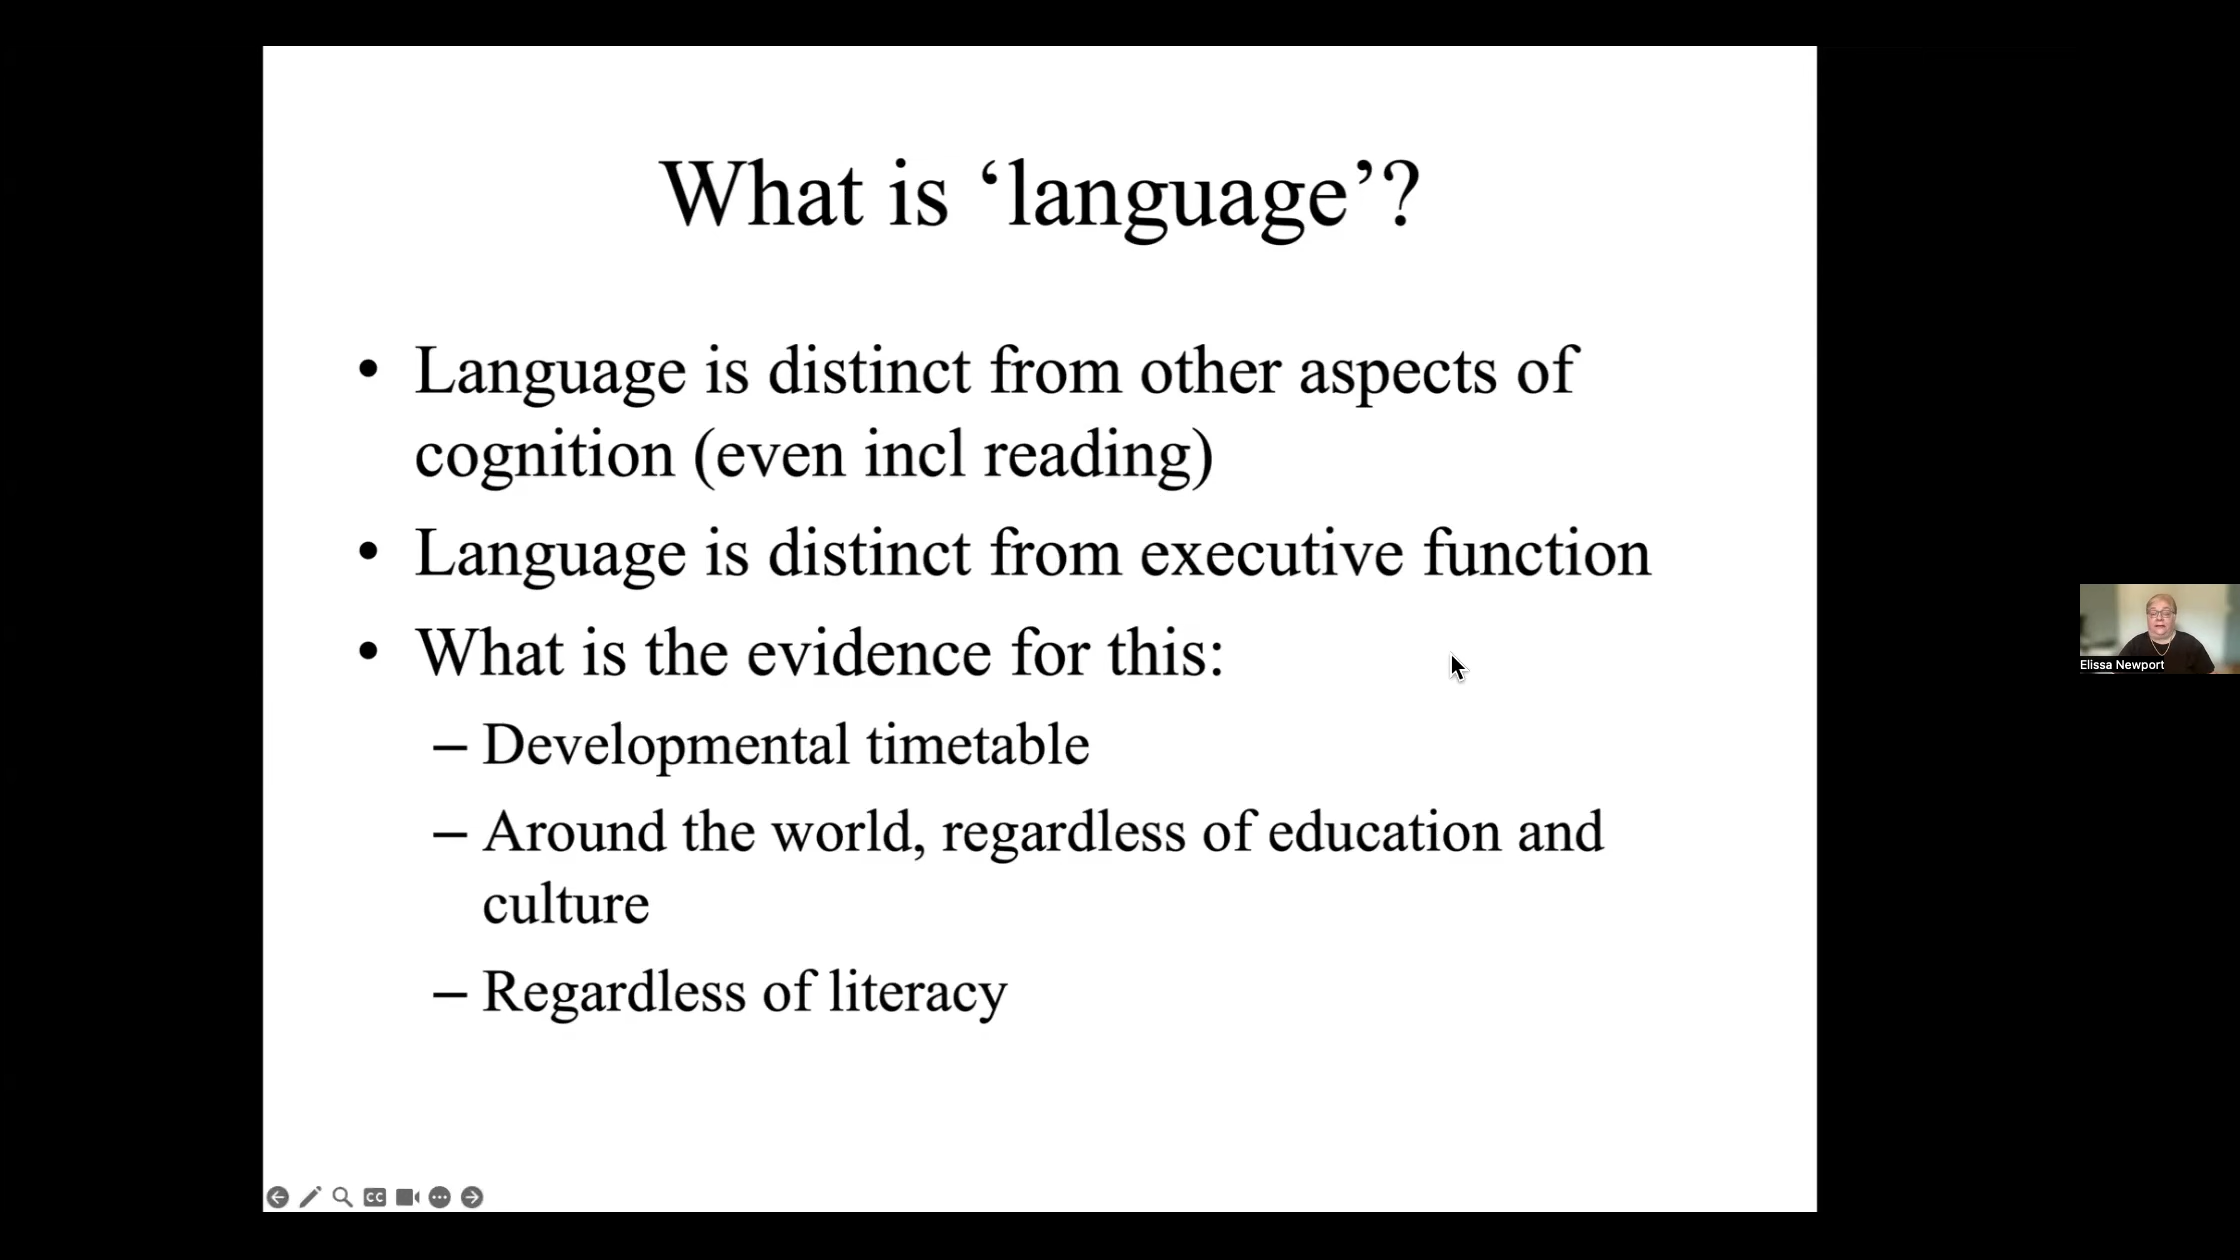 What is ‘language’?
• Language is distinct from other aspects of
cognition (even incl reading)
• Language is distinct from executive function
• What is the evidence for this:
– Developmental timetable
– Around the world, regardless of education and
culture
– Regardless of literacy
Elissa Newport
CC